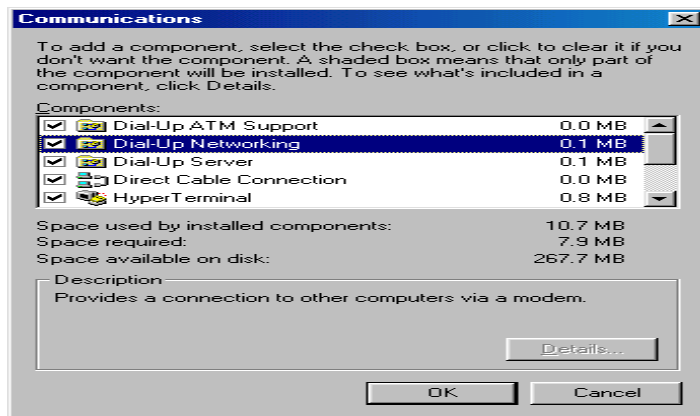 Communications
To add a component, select the check box, or click to clear it if you
don't want the component. A shaded box means that only part of
the component will be installed. To see what's included in a
component, click Details.
Components:
Dial-Up ATM Support 0.0 MB
Dial-Up Networking 0.1 MB
Dial-Up Server 0.1 MB
Direct Cable Connection 0.0 MB
HyperTerminal 0.8 MB
Space used by installed components: 10.7 MB
Space required: 7.9 MB
Space available on disk: 267.7 MB
Description
Provides a connection to other computers via a modem.
Details...
OK Cancel